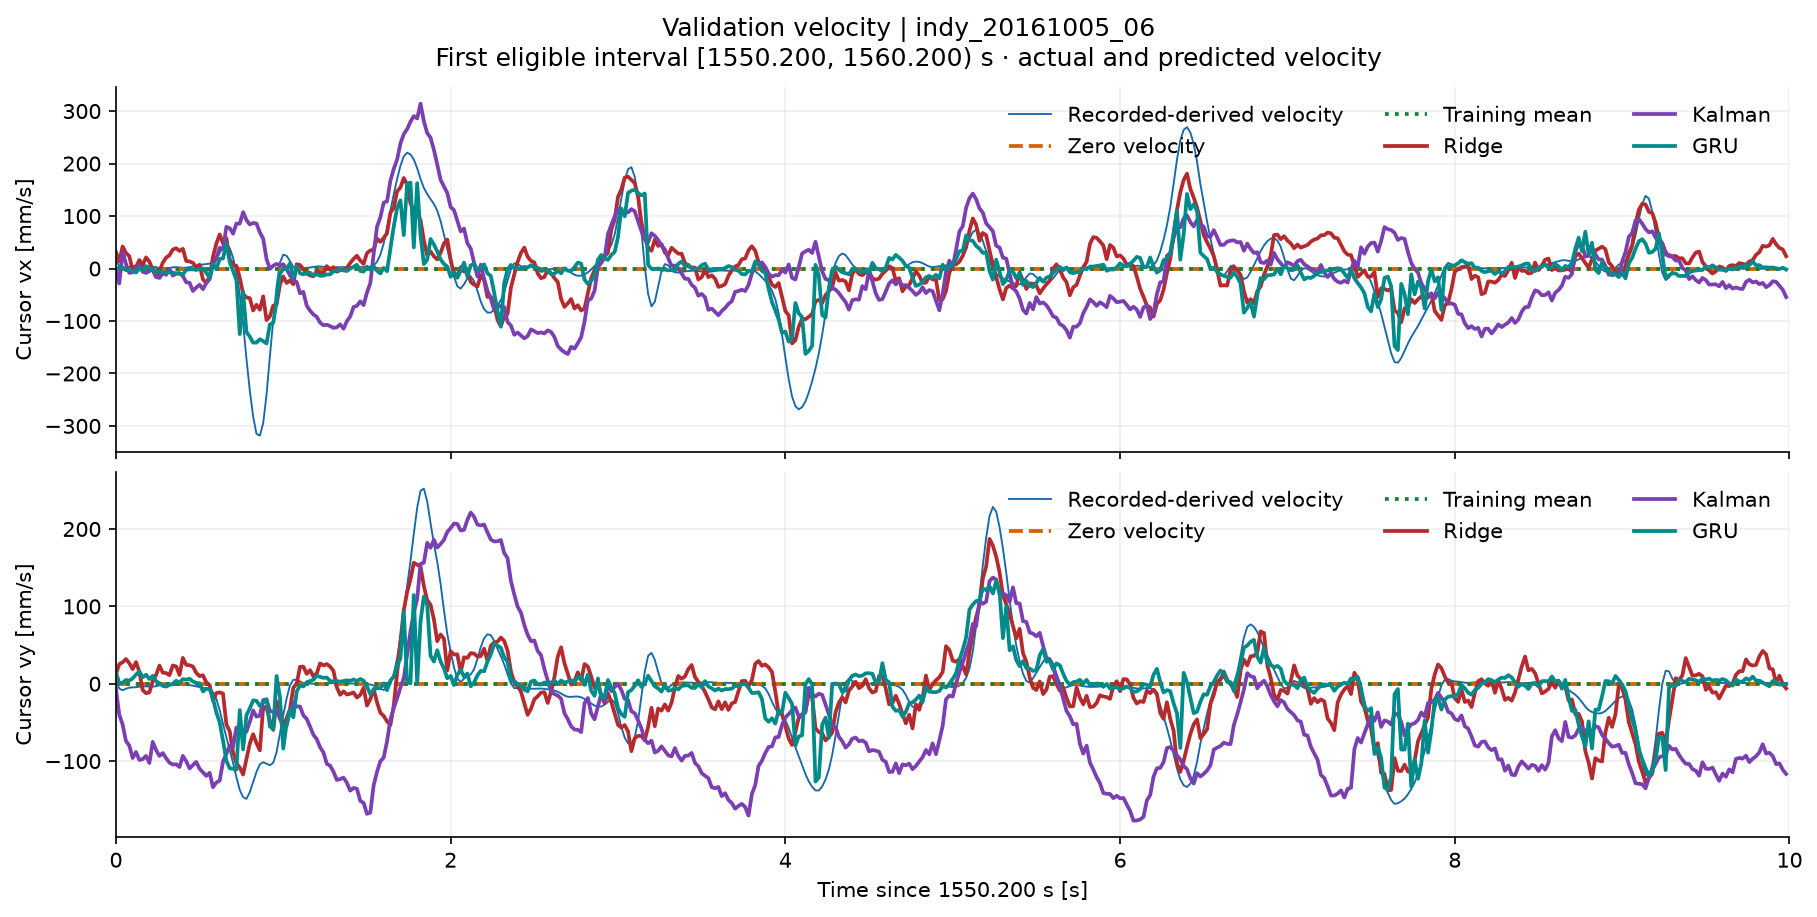 Validation velocity | indy_20161005_06
First eligible interval [1550.200, 1560.200) s · actual and predicted velocity
Cursor vx [mm/s]
300
200
100
0
−100
−200
−300
Recorded-derived velocity
Zero velocity
Training mean
Ridge
Kalman
GRU
Cursor vy [mm/s]
200
100
0
−100
Recorded-derived velocity
Zero velocity
Training mean
Ridge
Kalman
GRU
0 2 4 6 8 10
Time since 1550.200 s [s]